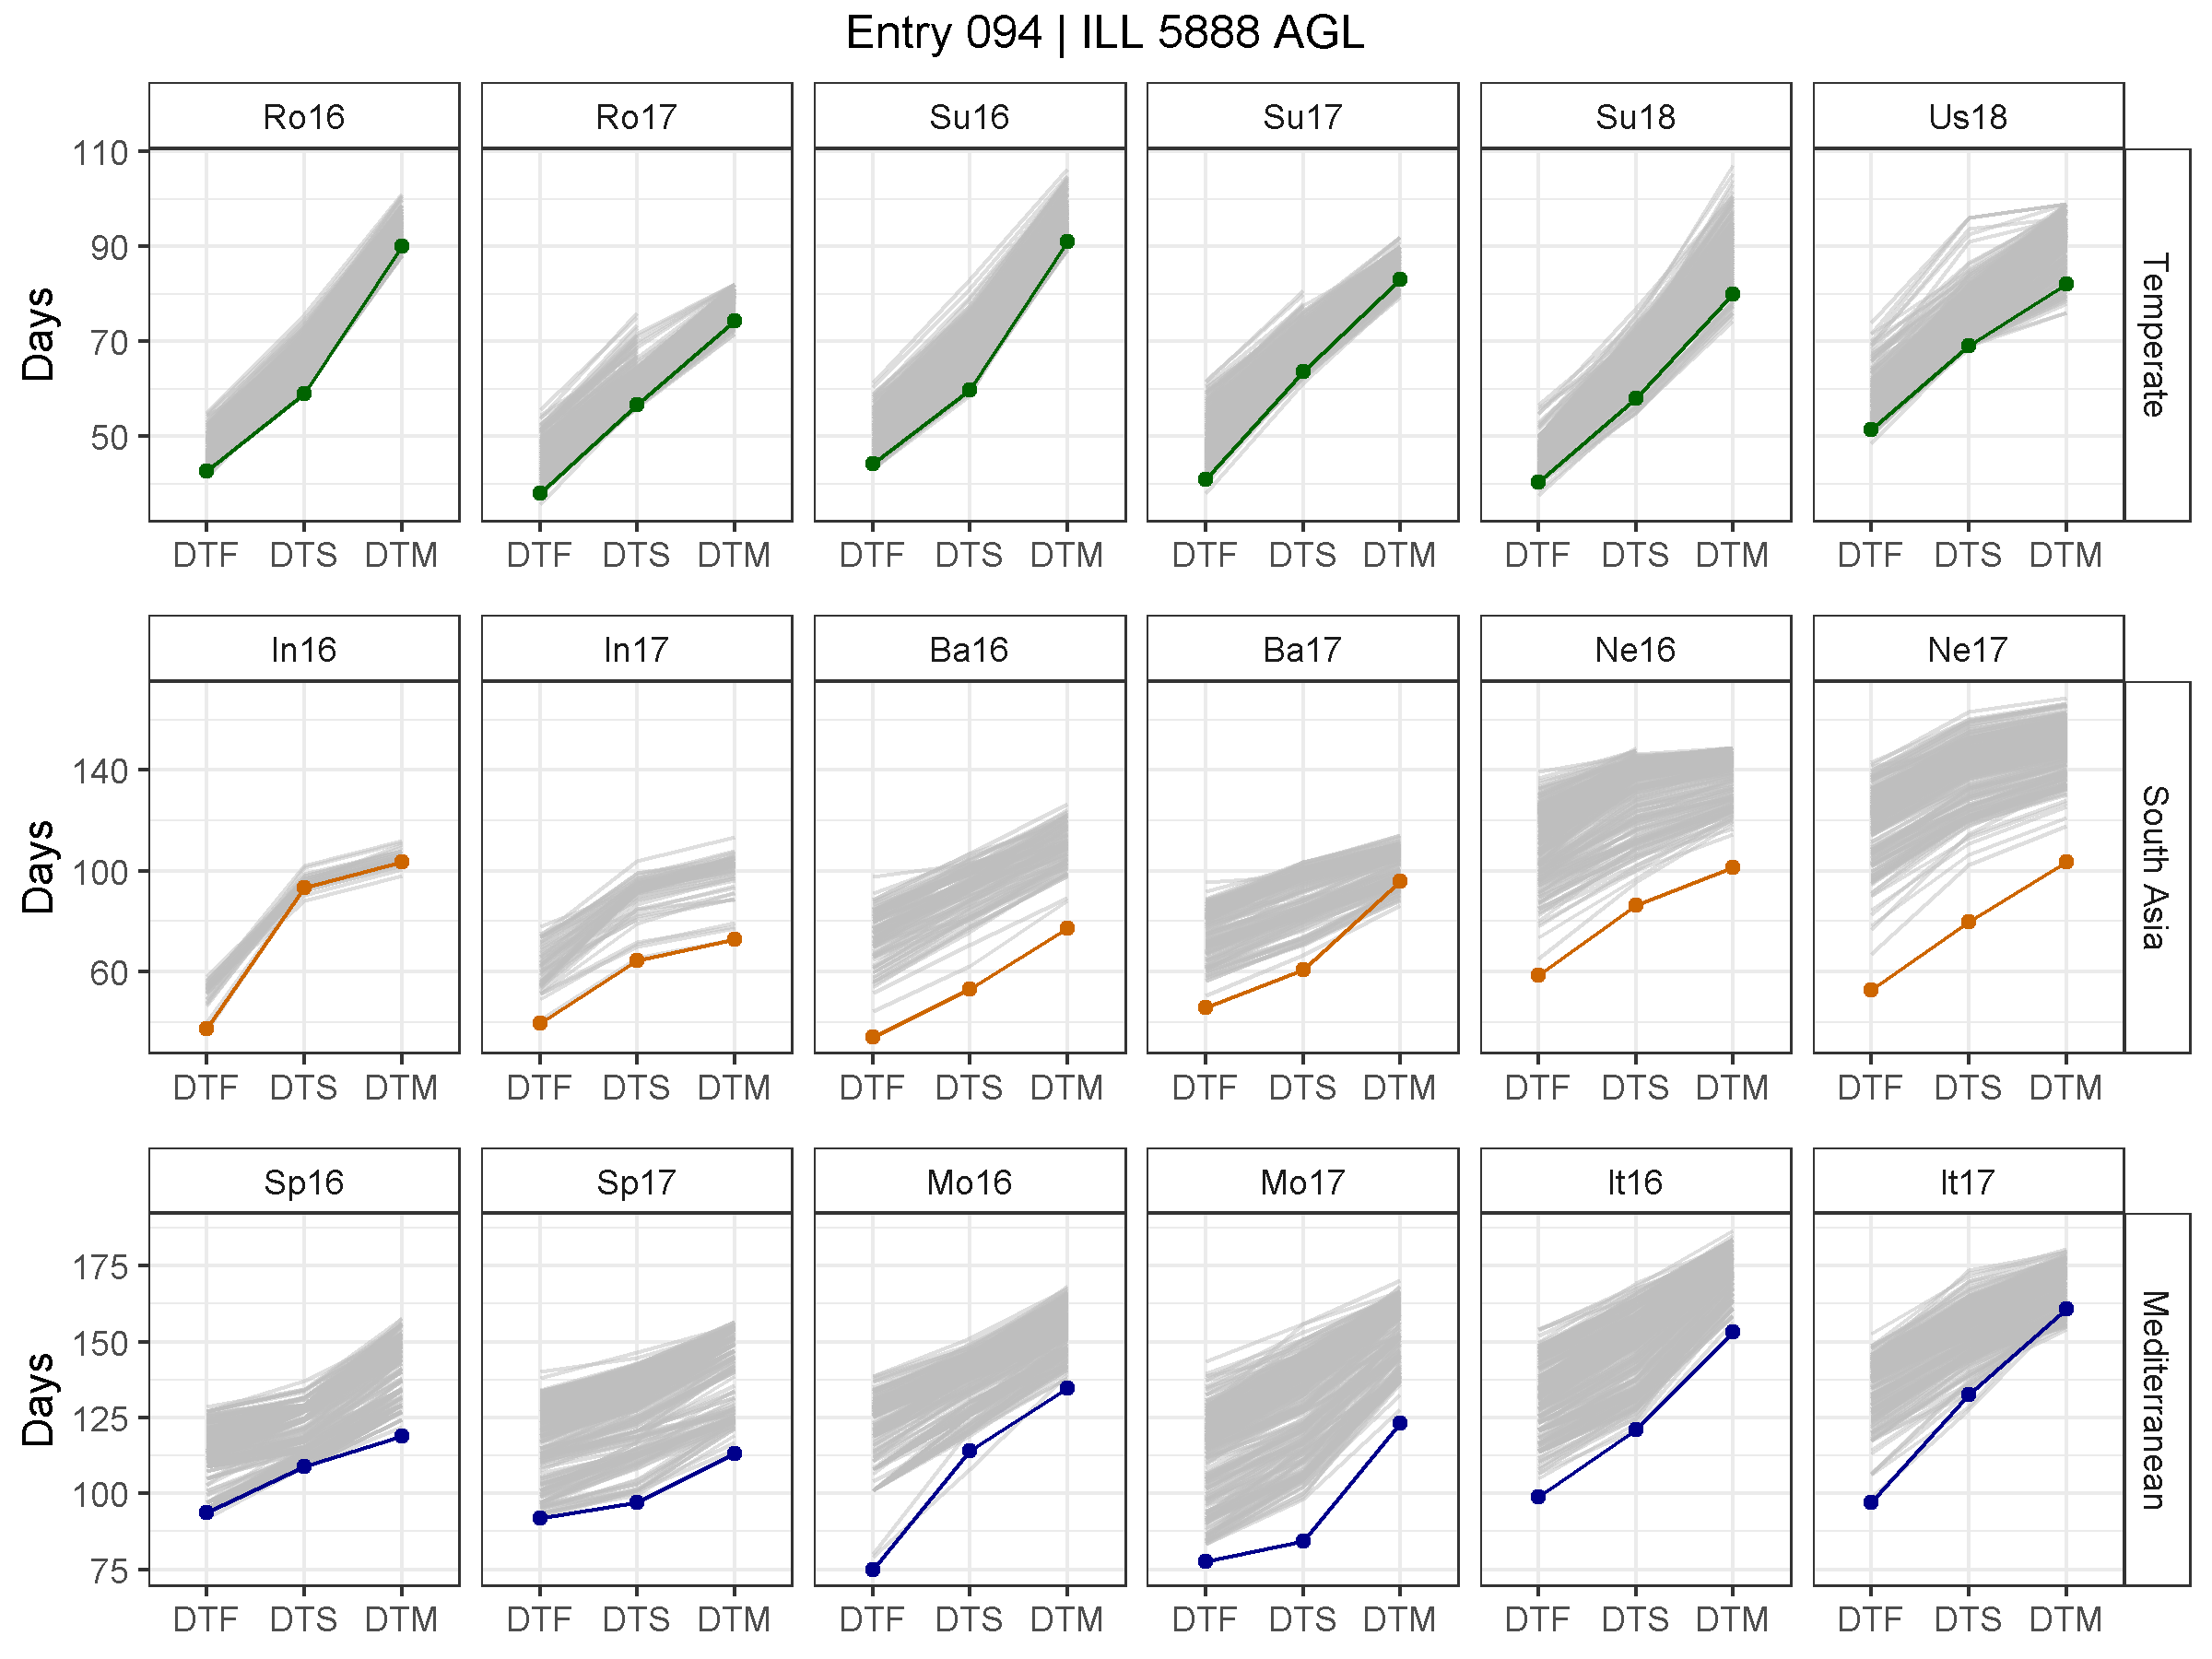 Entry 094 | ILL 5888 AGL
Ro16 Ro17 Su16 Su17 Su18 Us18
110
90
70
50
Days
Temperate
DTF DTS DTM DTF DTS DTM DTF DTS DTM DTF DTS DTM DTF DTS DTM DTF DTS DTM
In16 In17 Ba16 Ba17 Ne16 Ne17
140
100
60
Days
South Asia
DTF DTS DTM DTF DTS DTM DTF DTS DTM DTF DTS DTM DTF DTS DTM DTF DTS DTM
Sp16 Sp17 Mo16 Mo17 It16 It17
175
150
125
100
75
Days
Mediterranean
DTF DTS DTM DTF DTS DTM DTF DTS DTM DTF DTS DTM DTF DTS DTM DTF DTS DTM